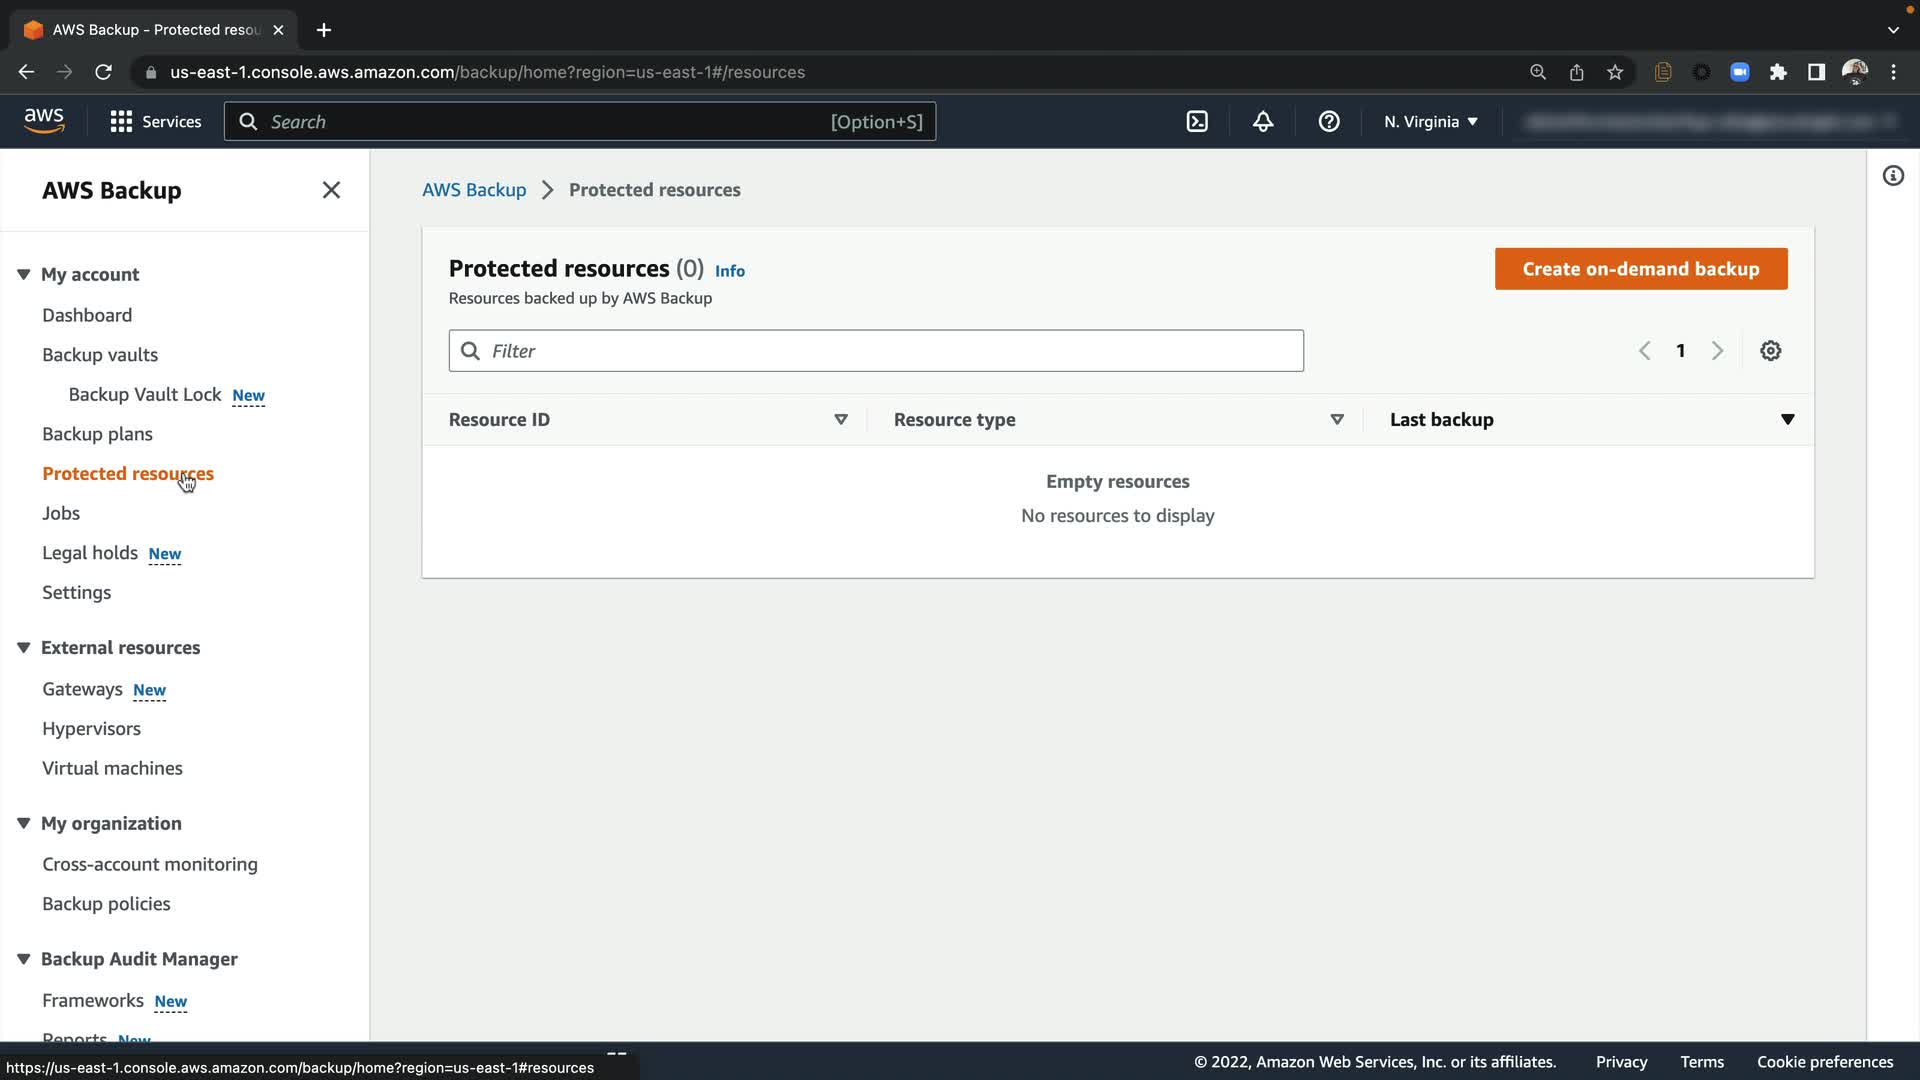 AWS Backup - Protected resou
us-east-1.console.aws.amazon.com/backup/home?region=us-east-1#/resources
aws
Services
Search
[Option+S]
N. Virginia
AWS Backup
My account
Dashboard
Backup vaults
Backup Vault Lock New
Backup plans
Protected resources
Jobs
Legal holds New
Settings
External resources
Gateways New
Hypervisors
Virtual machines
My organization
Cross-account monitoring
Backup policies
Backup Audit Manager
Frameworks New
Reports New
AWS Backup > Protected resources
Protected resources (0) Info
Resources backed up by AWS Backup
Create on-demand backup
Filter
1
Resource ID
Resource type
Last backup
Empty resources
No resources to display
https://us-east-1.console.aws.amazon.com/backup/home?region=us-east-1#resources
© 2022, Amazon Web Services, Inc. or its affiliates.
Privacy
Terms
Cookie preferences